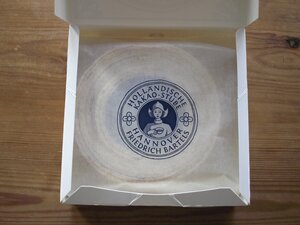 HOLLÄNDISCHE
KAKAO-STUBE
HANNOVER
FRIEDRICH BARTELS